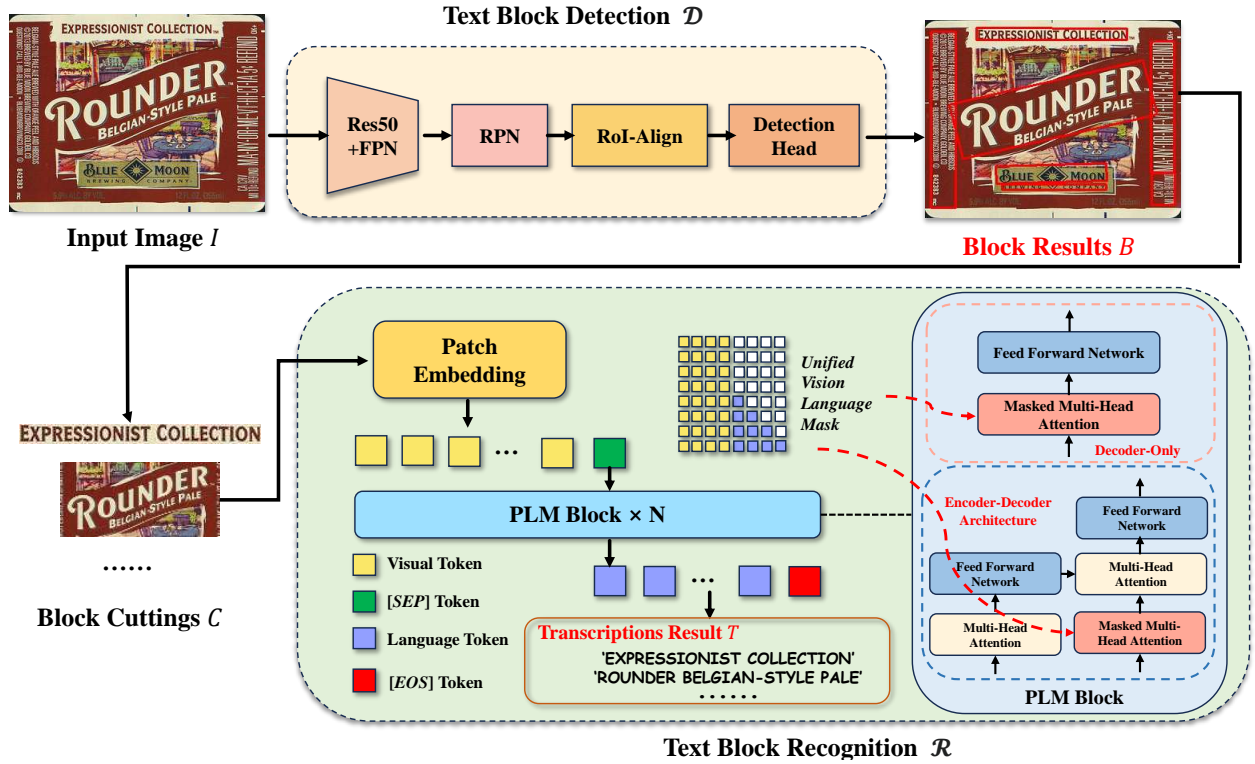 Text Block Detection 𝒟
EXPRESSIONIST COLLECTION
ROUNDER
BELGIAN-STYLE PALE
BLUE MOON
BREWING COMPANY
Res50
+FPN
RPN
RoI-Align
Detection
Head
EXPRESSIONIST COLLECTION
ROUNDER
BELGIAN-STYLE PALE
BLUE MOON
BREWING COMPANY
Input Image I
Block Results B
Patch
Embedding
Unified
Vision
Language
Mask
Feed Forward Network
Masked Multi-Head
Attention
Decoder-Only
EXPRESSIONIST COLLECTION
ROUNDER
BELGIAN-STYLE PALE
......
Block Cuttings C
...
PLM Block × N
Encoder-Decoder
Architecture
Feed Forward
Network
Feed Forward
Network
Multi-Head
Attention
Multi-Head
Attention
Masked Multi-
Head Attention
PLM Block
Visual Token
[SEP] Token
Language Token
[EOS] Token
...
Transcriptions Result T
'EXPRESSIONIST COLLECTION'
'ROUNDER BELGIAN-STYLE PALE'
......
Text Block Recognition ℛ